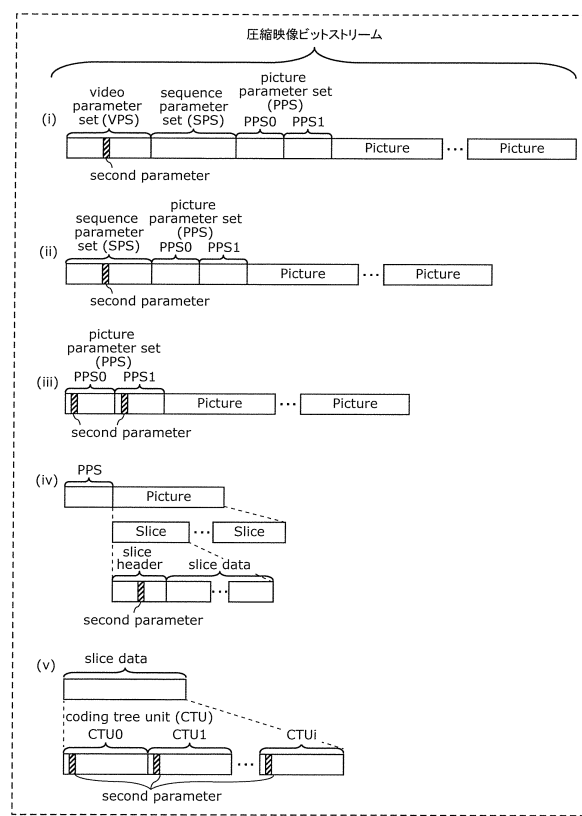 圧縮映像ビットストリーム
(i)
video
parameter
set (VPS)
sequence
parameter
set (SPS)
picture
parameter set
(PPS)
PPS0 PPS1
Picture ··· Picture
second parameter
(ii)
sequence
parameter
set (SPS)
picture
parameter set
(PPS)
PPS0 PPS1
Picture ··· Picture
second parameter
(iii)
picture
parameter set
(PPS)
PPS0 PPS1
Picture ··· Picture
second parameter
(iv)
PPS
Picture
Slice ··· Slice
slice
header
slice data
···
second parameter
(v)
slice data
coding tree unit (CTU)
CTU0 CTU1 CTUi
···
second parameter